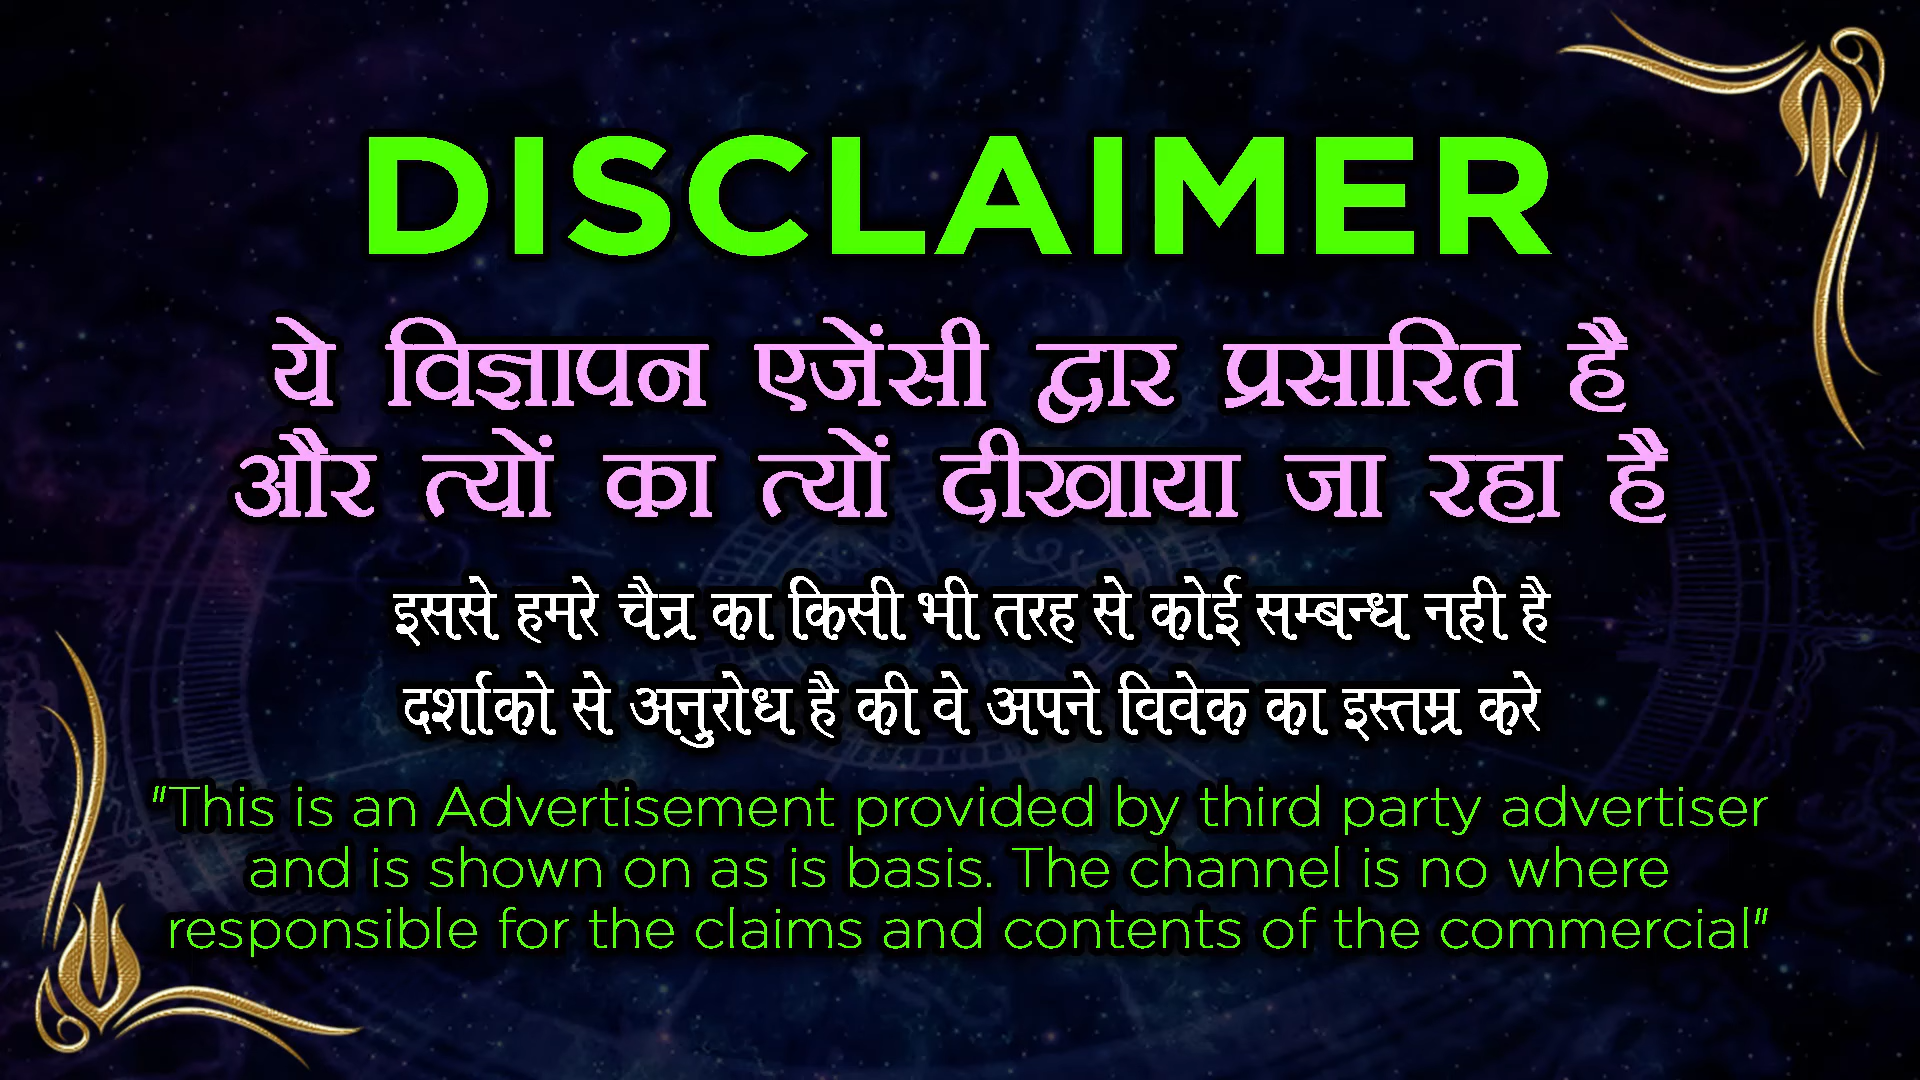 DISCLAIMER
ये विज्ञापन एजेंसी द्वार प्रसारित है
और त्यों का त्यों दीखाया जा रहा है
इससे हमरे चैन्र का किसी भी तरह से कोई सम्बन्ध नही है
दर्शाको से अनुरोध है की वे अपने विवेक का इस्तम्र करे
"This is an Advertisement provided by third party advertiser
and is shown on as is basis. The channel is no where
responsible for the claims and contents of the commercial"